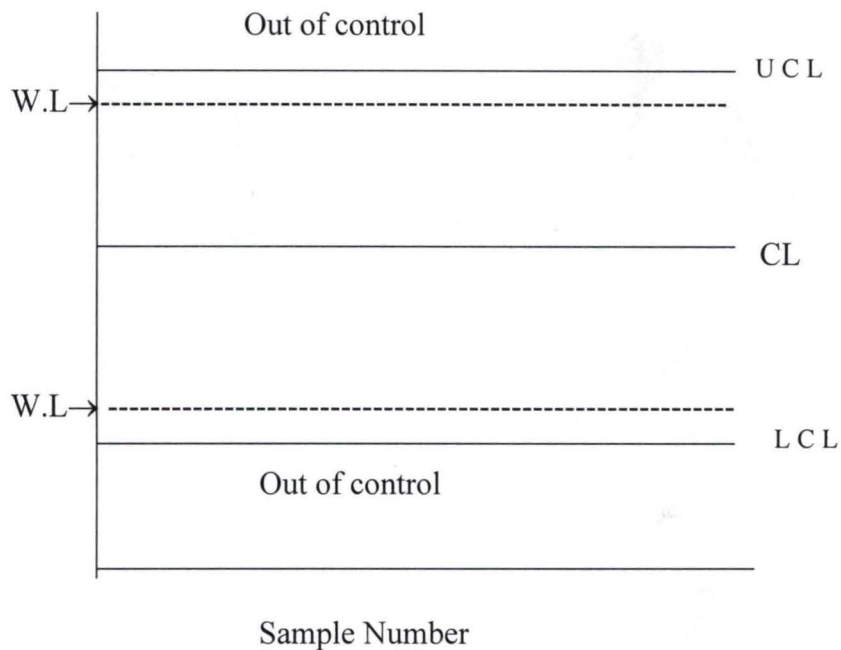 Out of control
U C L
W.L→
CL
W.L→
L C L
Out of control
Sample Number